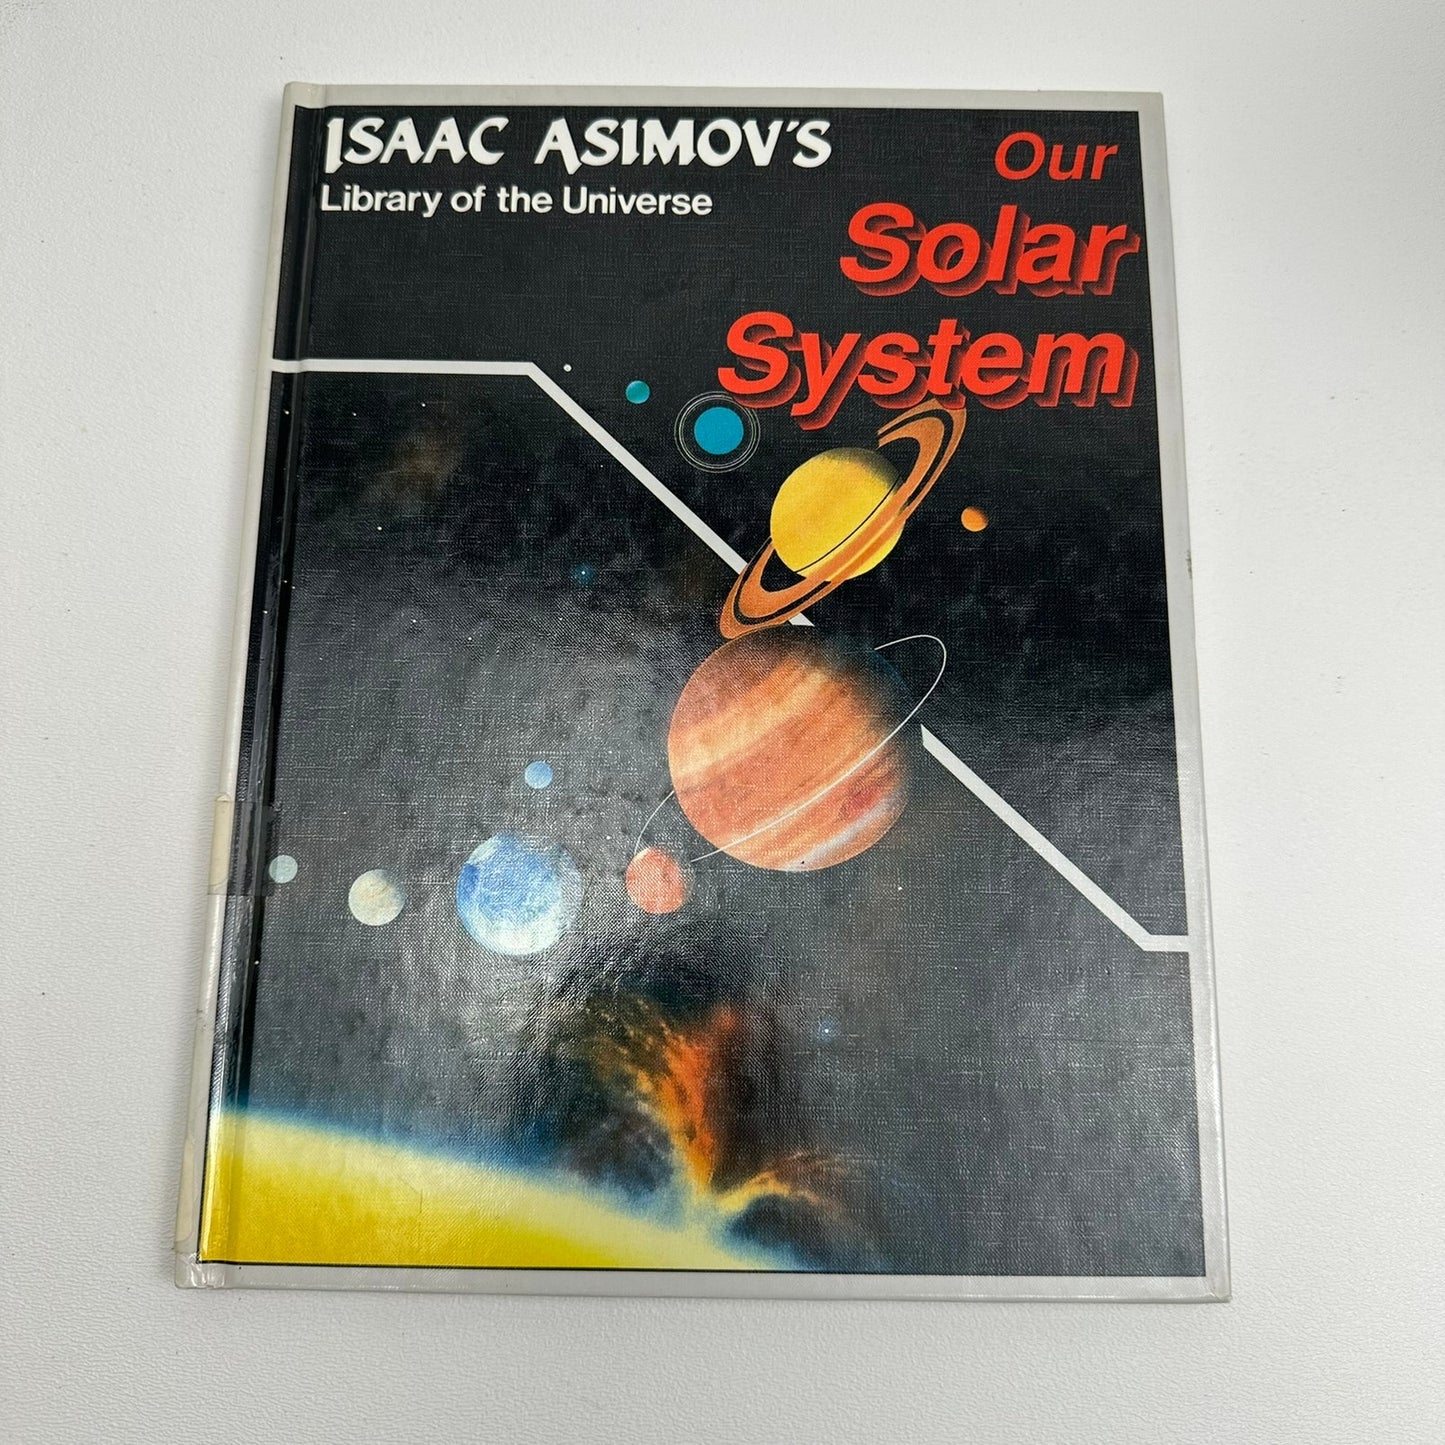 ISAAC ASIMOV'S
Library of the Universe
Our
Solar
System